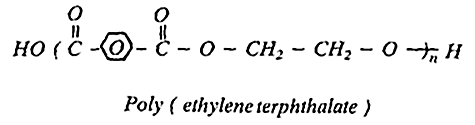 O O
HO ( C - O - C - O - CH2 - CH2 - O )n H
Poly ( ethylene terphthalate )